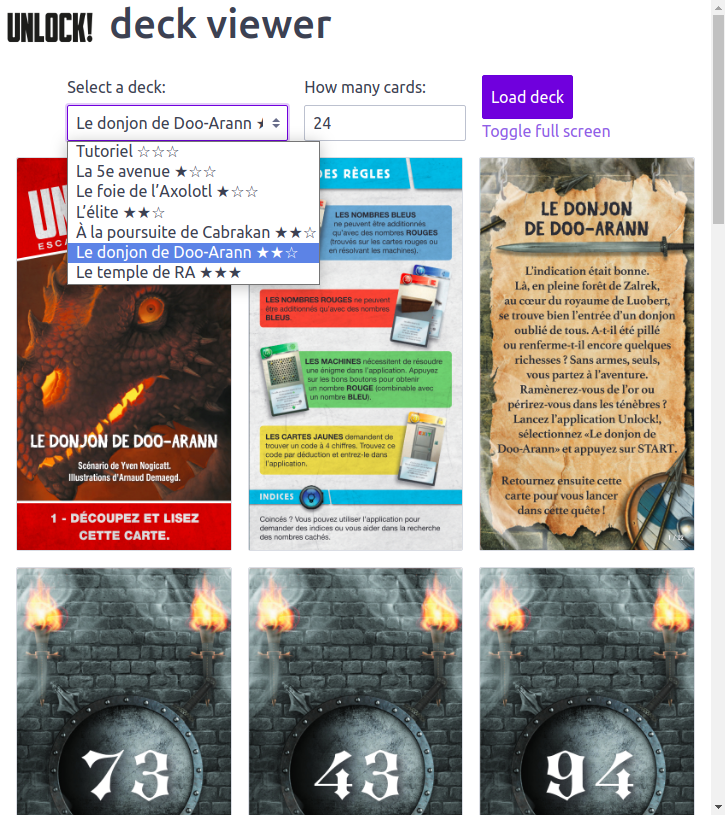 UNLOCK! deck viewer
Select a deck:
How many cards:
Le donjon de Doo-Arann
24
Load deck
Toggle full screen
Tutoriel ☆☆☆
La 5e avenue ★☆☆
Le foie de l’Axolotl ★☆☆
L’élite ★★☆
À la poursuite de Cabrakan ★★☆
Le donjon de Doo-Arann ★★☆
Le temple de RA ★★★
LE DONJON DE DOO-ARANN
Scénario de Yven Nogicatt.
Illustrations d’Arnaud Demaegd.
1 - DÉCOUPEZ ET LISEZ
CETTE CARTE.
DES RÈGLES
LES NOMBRES BLEUS
ne peuvent être additionnés
qu’avec des nombres ROUGES
(trouvés sur les cartes rouges ou
en résolvant les machines).
LES NOMBRES ROUGES ne peuvent
être additionnés qu’avec des nombres
BLEUS.
LES MACHINES nécessitent de résoudre
une énigme dans l’application. Appuyez
sur les bons boutons pour obtenir
un nombre ROUGE (combinable avec
un nombre BLEU).
LES CARTES JAUNES demandent de
trouver un code à 4 chiffres. Trouvez ce
code par déduction et entrez-le dans
l’application.
INDICES
Coincés ? Vous pouvez utiliser l’application pour
demander des indices ou vous aider dans la recherche
des nombres cachés.
LE DONJON
DE DOO-ARANN
L’indication était bonne.
Là, en pleine forêt de Zalrek,
au cœur du royaume de Luobert,
se trouve bien l’entrée d’un donjon
oublié de tous. A-t-il été pillé
ou renferme-t-il encore quelques
richesses ? Sans armes, seuls,
vous partez à l’aventure.
Ramènerez-vous de l’or ou
périrez-vous dans les ténèbres ?
Lancez l’application Unlock!,
sélectionnez «Le donjon de
Doo-Arann» et appuyez sur START.
Retournez ensuite cette
carte pour vous lancer
dans cette quête !
73
43
94